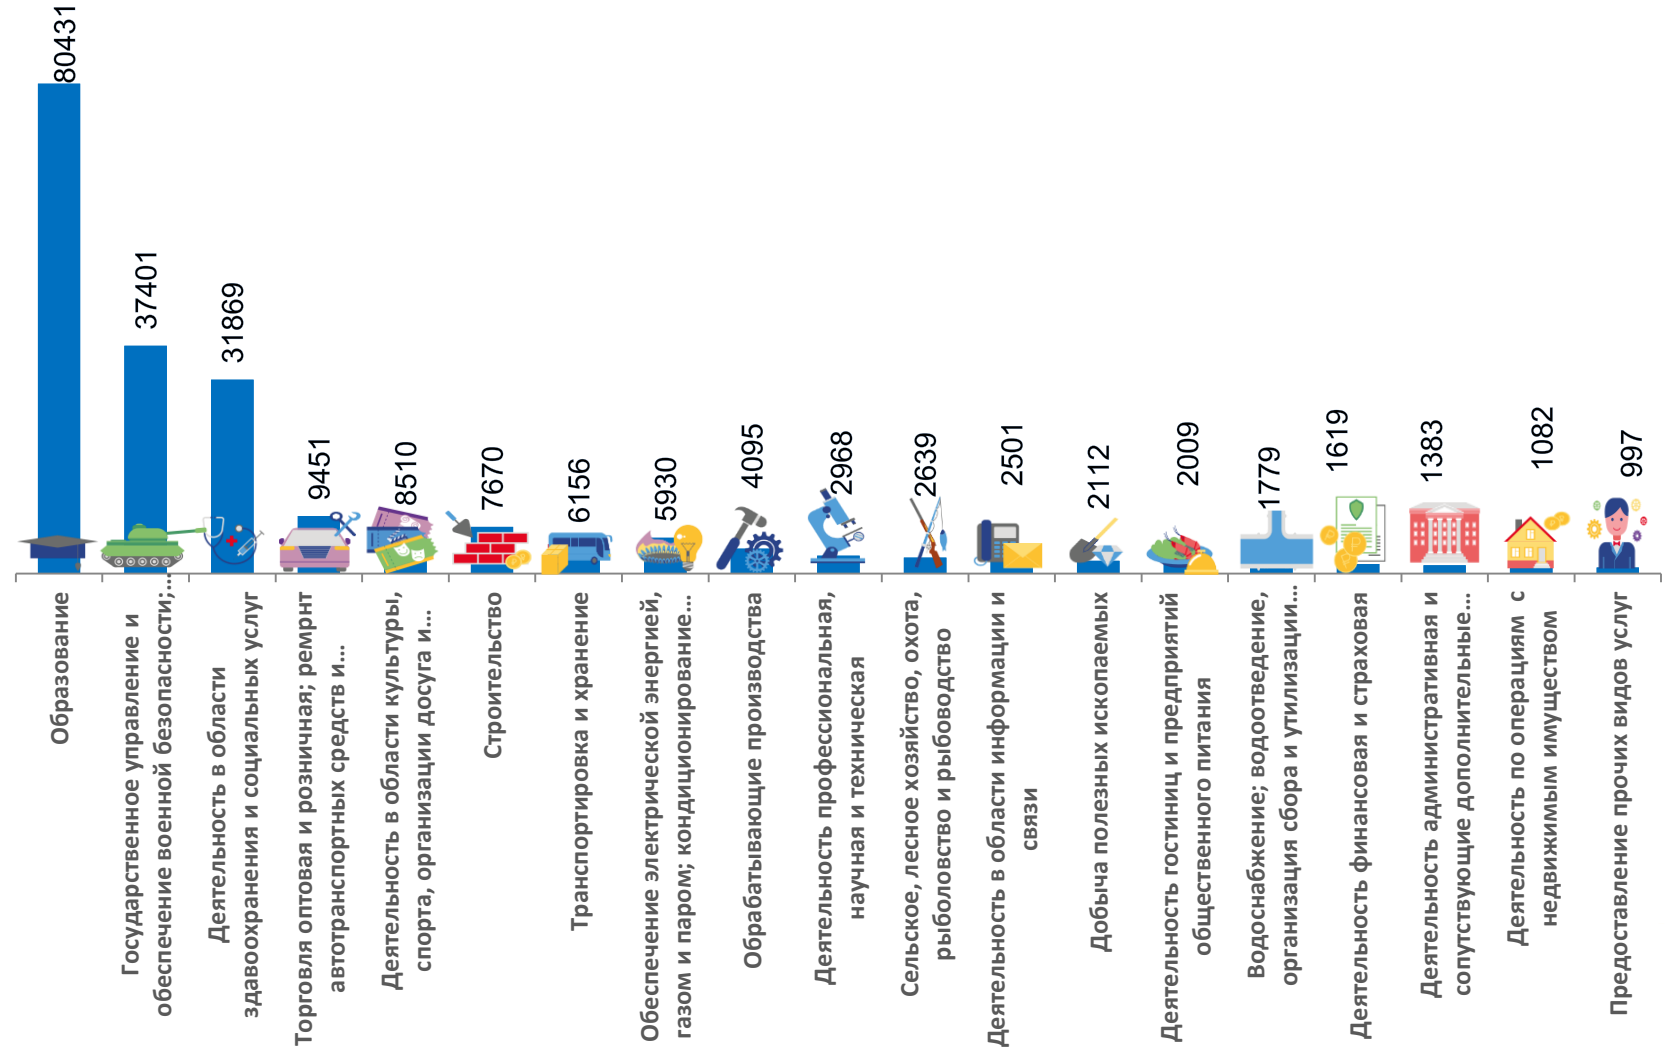 80431
37401
31869
9451
8510
7670
6156
5930
4095
2968
2639
2501
2112
2009
1779
1619
1383
1082
997
Образование
Государственное управление и
обеспечение военной безопасности;…
Деятельность в области
здавоохранения и социальных услуг
Торговля оптовая и розничная; ремрнт
автотранспортных средств и…
Деятельность в области культуры,
спорта, организации досуга и…
Строительство
Транспортировка и хранение
Обеспечение электрической энергией,
газом и паром; кондиционирование…
Обрабатывающие производства
Деятельность профессиональная,
научная и техническая
Сельское, лесное хозяйство, охота,
рыболовство и рыбоводство
Деятельность в области информации и
связи
Добыча полезных ископаемых
Деятельность гостиниц и предприятий
общественного питания
Водоснабжение; водоотведение,
организация сбора и утилизации…
Деятельность финансовая и страховая
Деятельность административная и
сопутствующие дополнительные…
Деятельность по операциям с
недвижимым имуществом
Предоставление прочих видов услуг